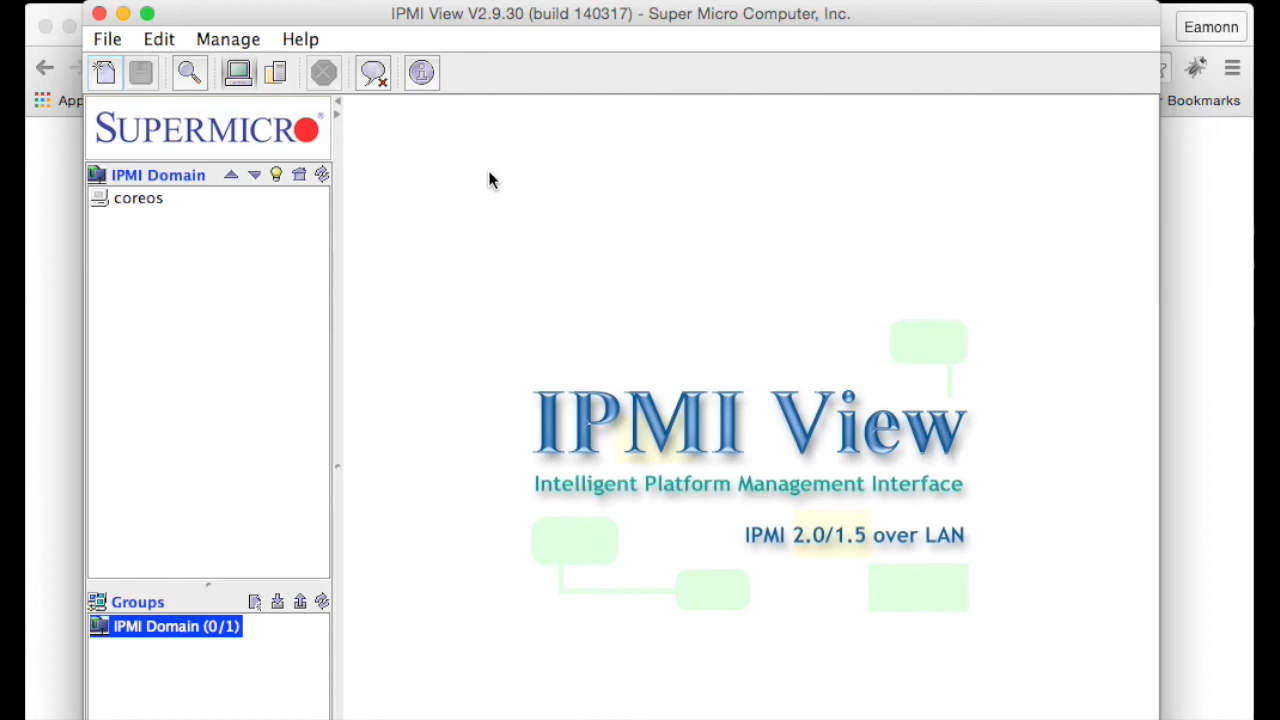 IPMI View V2.9.30 (build 140317) - Super Micro Computer, Inc.
Eamonn
File Edit Manage Help
App
Bookmarks
SUPERMICRO®
IPMI Domain
coreos
IPMI View
Intelligent Platform Management Interface
IPMI 2.0/1.5 over LAN
Groups
IPMI Domain (0/1)